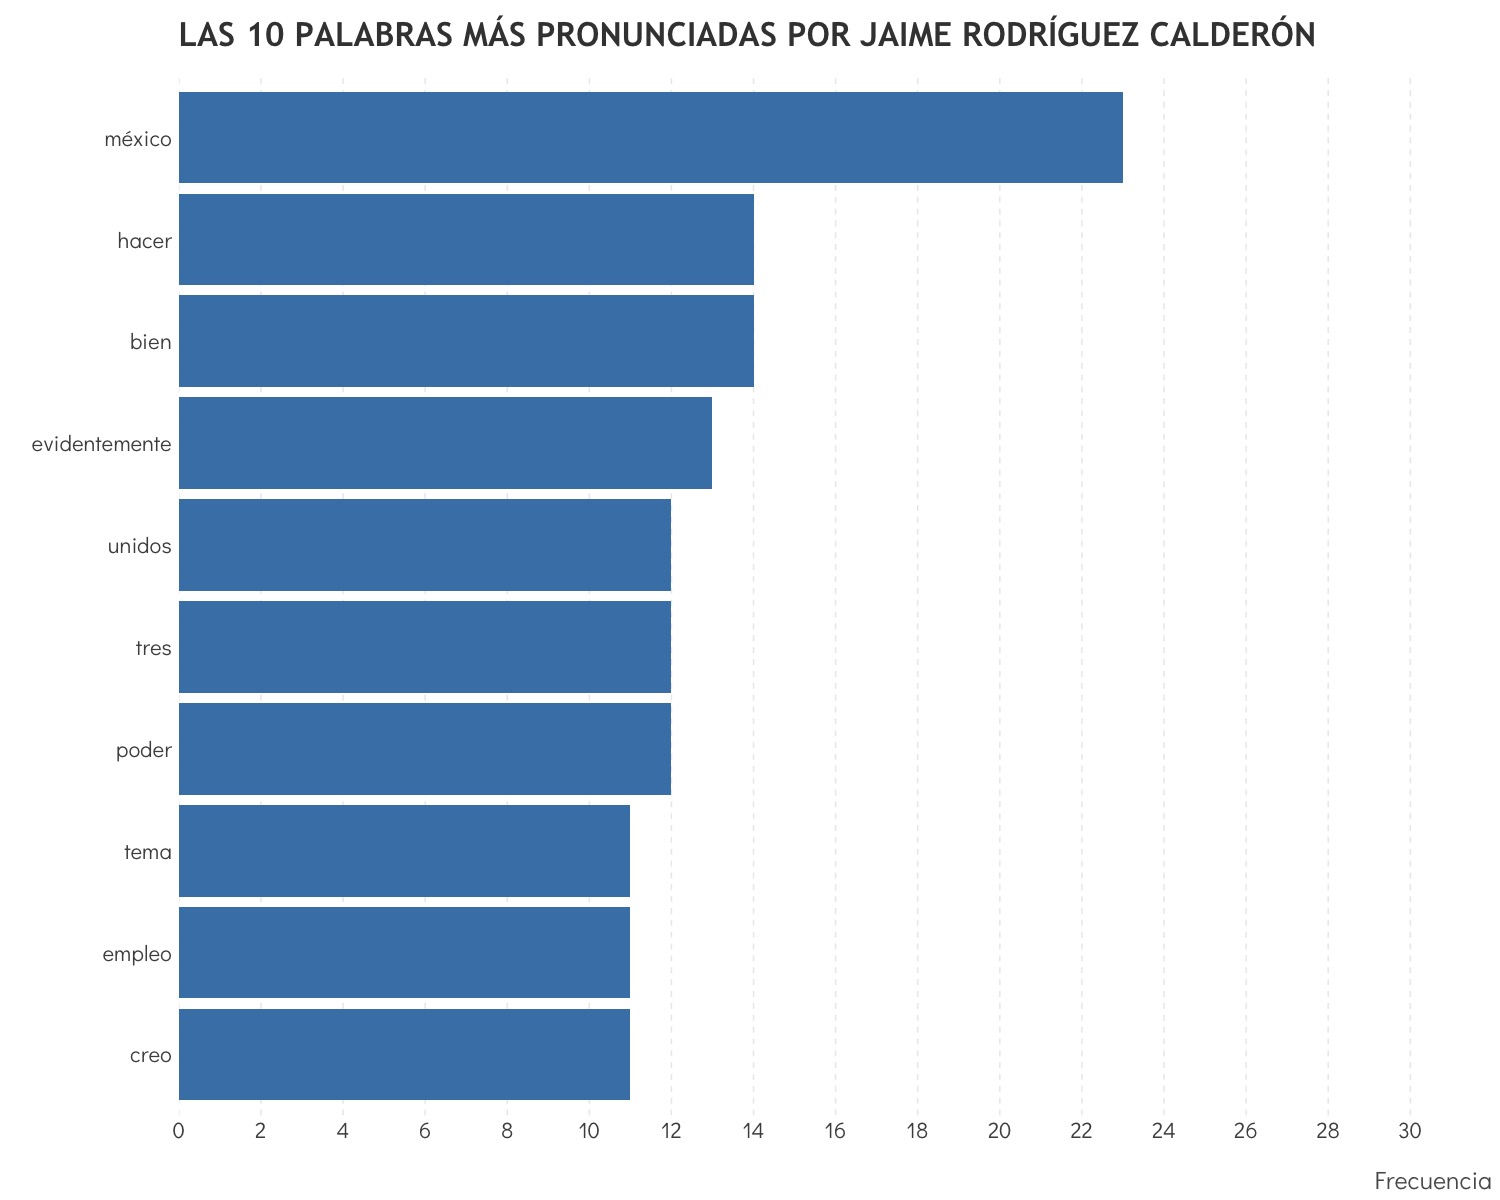 LAS 10 PALABRAS MÁS PRONUNCIADAS POR JAIME RODRÍGUEZ CALDERÓN
méxico
hacer
bien
evidentemente
unidos
tres
poder
tema
empleo
creo
0 2 4 6 8 10 12 14 16 18 20 22 24 26 28 30
Frecuencia